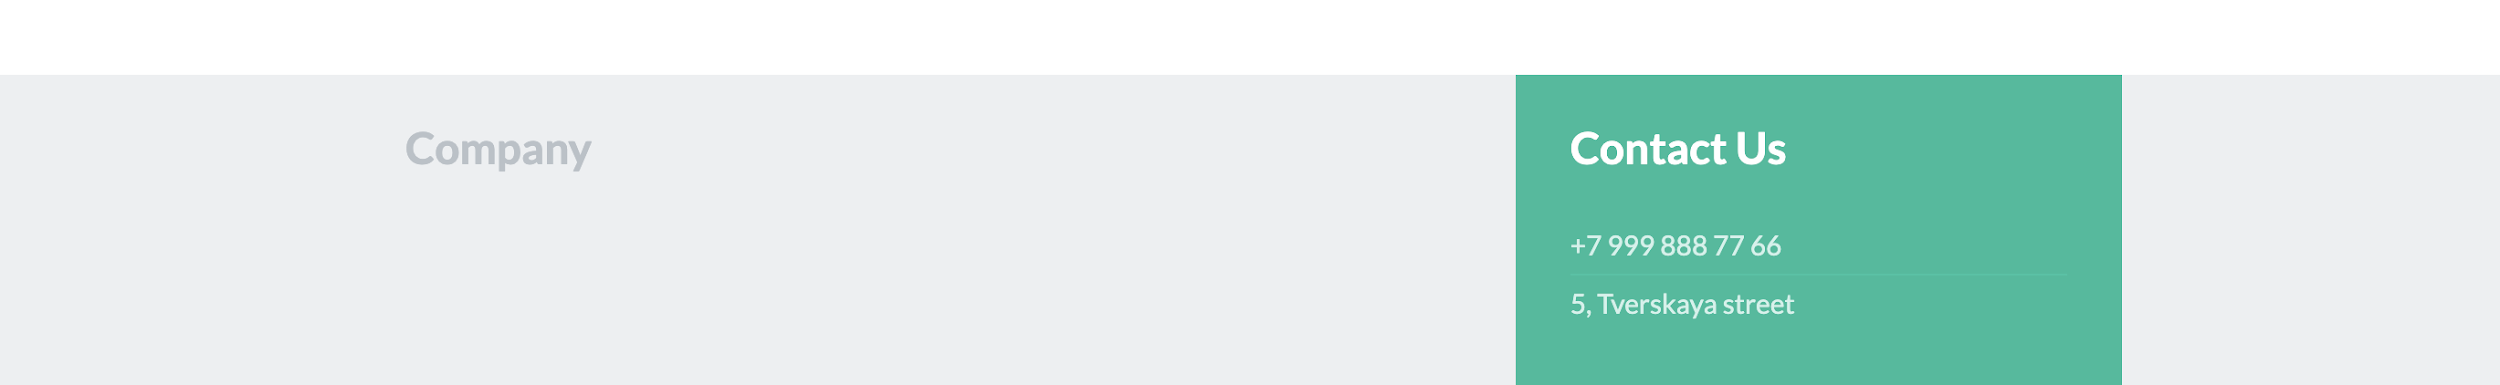 Company
Contact Us
+7 999 888 77 66
5, Tverskaya street